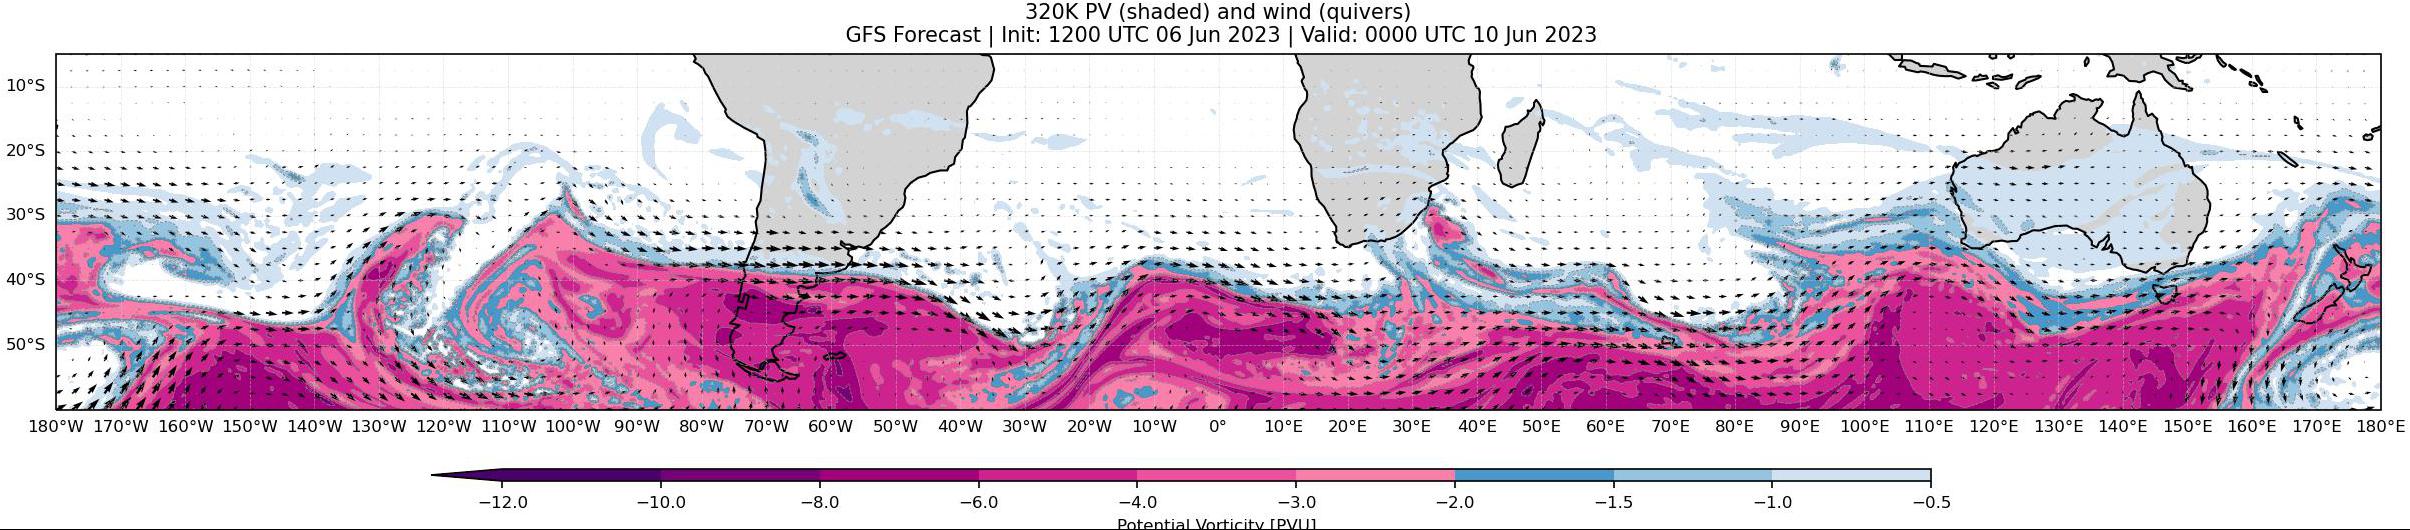 320K PV (shaded) and wind (quivers)
GFS Forecast | Init: 1200 UTC 06 Jun 2023 | Valid: 0000 UTC 10 Jun 2023
10°S
20°S
30°S
40°S
50°S
180°W 170°W 160°W 150°W 140°W 130°W 120°W 110°W 100°W 90°W 80°W 70°W 60°W 50°W 40°W 30°W 20°W 10°W 0° 10°E 20°E 30°E 40°E 50°E 60°E 70°E 80°E 90°E 100°E 110°E 120°E 130°E 140°E 150°E 160°E 170°E 180°E
−12.0 −10.0 −8.0 −6.0 −4.0 −3.0 −2.0 −1.5 −1.0 −0.5
Potential Vorticity [PVU]